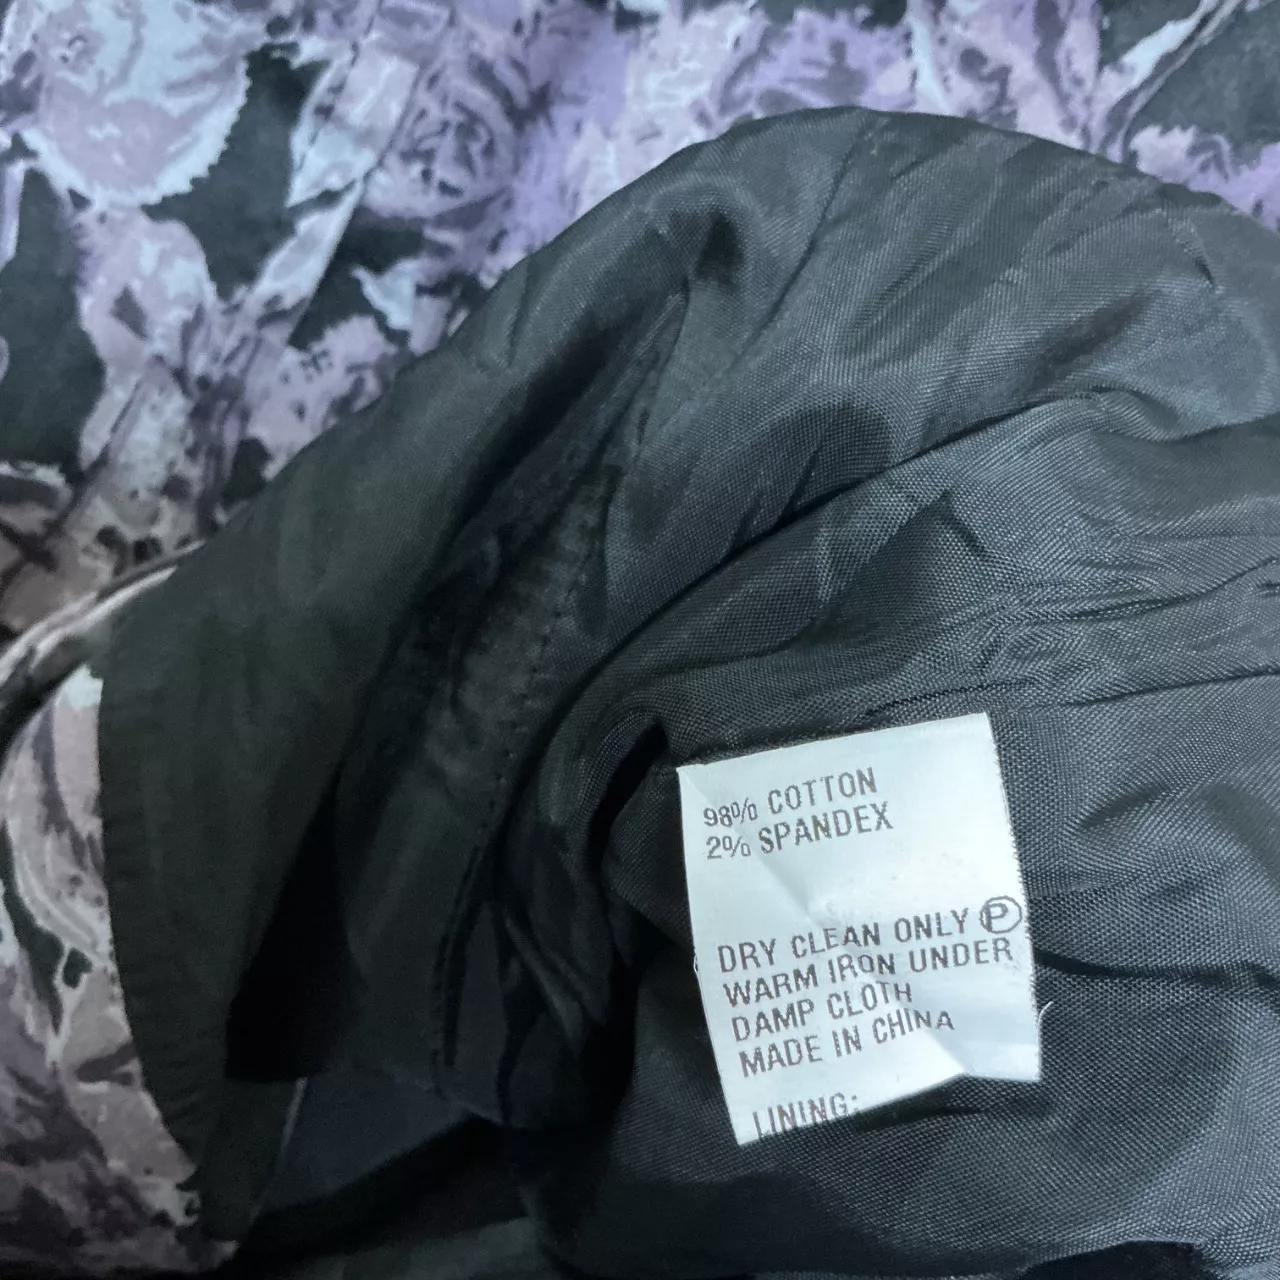 98% COTTON
2% SPANDEX
DRY CLEAN ONLY Ⓟ
WARM IRON UNDER
DAMP CLOTH
MADE IN CHINA
LINING: